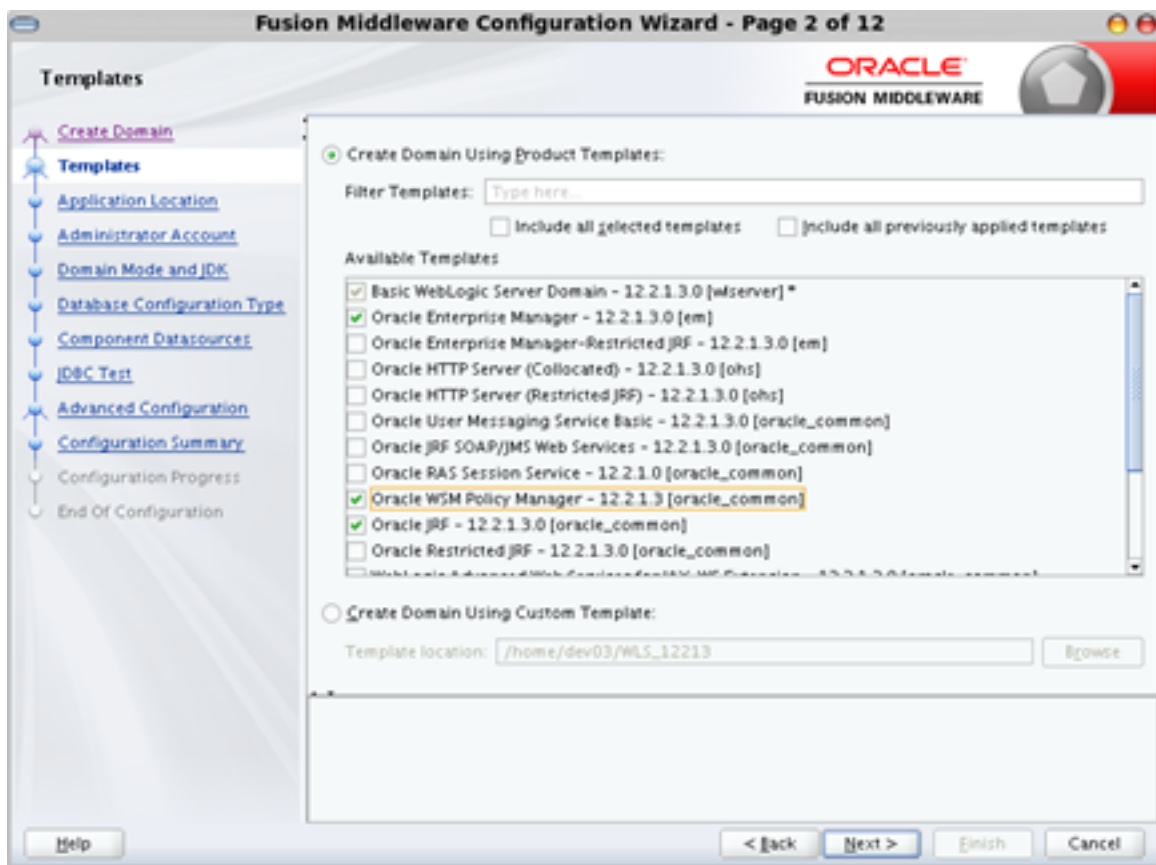 Fusion Middleware Configuration Wizard - Page 2 of 12
Templates
ORACLE
FUSION MIDDLEWARE
Create Domain
Templates
Application Location
Administrator Account
Domain Mode and JDK
Database Configuration Type
Component Datasources
JDBC Test
Advanced Configuration
Configuration Summary
Configuration Progress
End Of Configuration
Create Domain Using Product Templates:
Filter Templates: Type here...
Include all selected templates Include all previously applied templates
Available Templates
Basic WebLogic Server Domain - 12.2.1.3.0 [wlserver] *
Oracle Enterprise Manager - 12.2.1.3.0 [em]
Oracle Enterprise Manager-Restricted JRF - 12.2.1.3.0 [em]
Oracle HTTP Server (Collocated) - 12.2.1.3.0 [ohs]
Oracle HTTP Server (Restricted JRF) - 12.2.1.3.0 [ohs]
Oracle User Messaging Service Basic - 12.2.1.3.0 [oracle_common]
Oracle JRF SOAP/JMS Web Services - 12.2.1.3.0 [oracle_common]
Oracle RAS Session Service - 12.2.1.0 [oracle_common]
Oracle WSM Policy Manager - 12.2.1.3 [oracle_common]
Oracle JRF - 12.2.1.3.0 [oracle_common]
Oracle Restricted JRF - 12.2.1.3.0 [oracle_common]
Create Domain Using Custom Template:
Template location: /home/dev03/WLS_12213 Browse
Help < Back Next > Finish Cancel